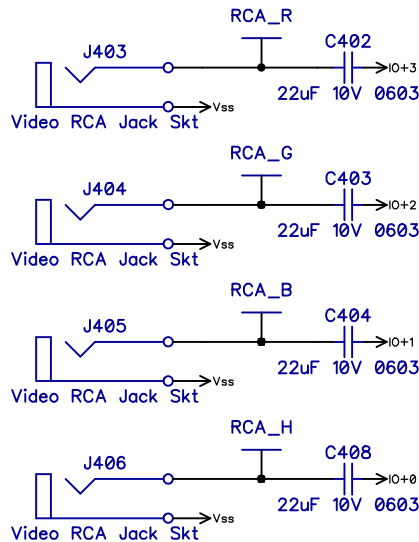 RCA_R
J403
C402
IO+3
22uF 10V 0603
Vss
Video RCA Jack Skt
RCA_G
J404
C403
IO+2
22uF 10V 0603
Vss
Video RCA Jack Skt
RCA_B
J405
C404
IO+1
22uF 10V 0603
Vss
Video RCA Jack Skt
RCA_H
J406
C408
IO+0
22uF 10V 0603
Vss
Video RCA Jack Skt